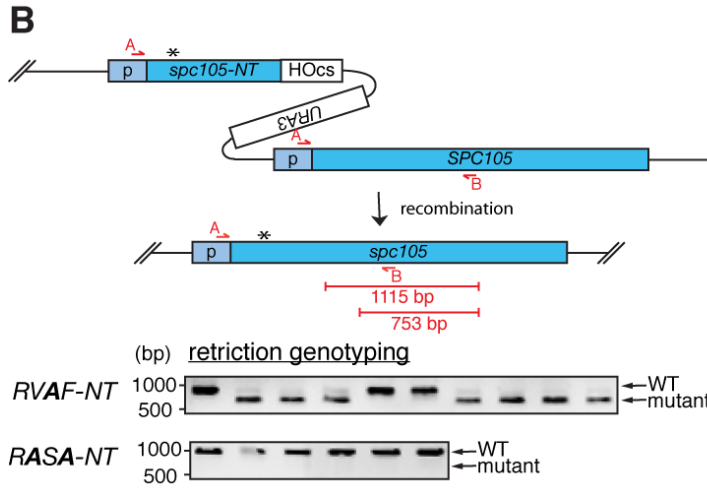 B
A
*
p spc105-NT HOcs
URA3
A
p SPC105
B
recombination
A
*
p spc105
B
1115 bp
753 bp
(bp) retriction genotyping
RVAF-NT 1000 WT
500 mutant
RASA-NT 1000 WT
500 mutant